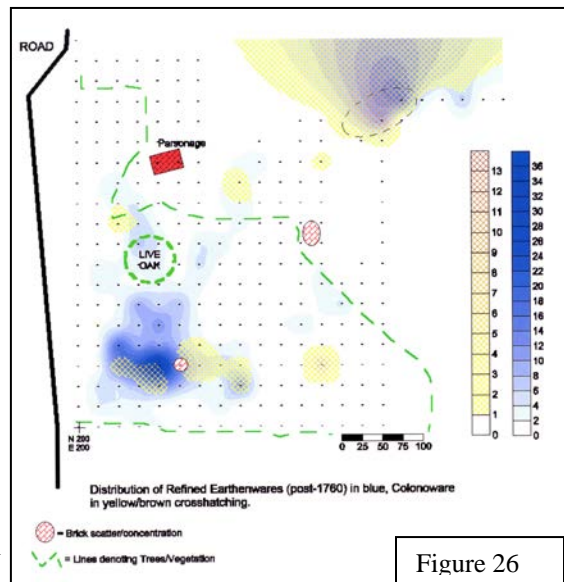 ROAD
Parsonage
LIVE
OAK
13
12
11
10
9
8
7
6
5
4
3
2
1
0
36
34
32
30
28
26
24
22
20
18
16
14
12
10
8
6
4
2
0
N 200
E 200
0 25 50 75 100
Distribution of Refined Earthenwares (post-1760) in blue, Colonoware
in yellow/brown crosshatching.
= Brick scatter/concentration
= Lines denoting Trees/Vegetation
Figure 26